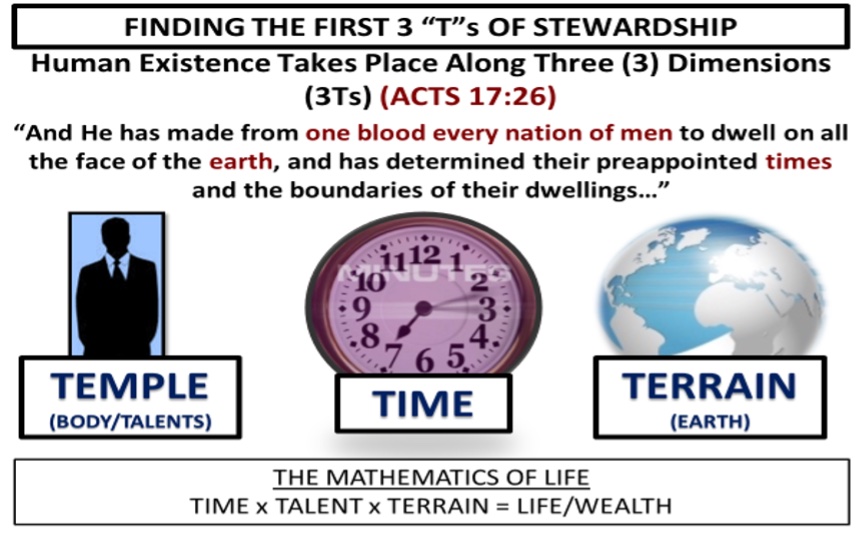 FINDING THE FIRST 3 “T”s OF STEWARDSHIP
Human Existence Takes Place Along Three (3) Dimensions
(3Ts) (ACTS 17:26)
“And He has made from one blood every nation of men to dwell on all
the face of the earth, and has determined their preappointed times
and the boundaries of their dwellings...”
11 12 1
MINUTES
10 2
9 3
8 4
7 6 5
TEMPLE
(BODY/TALENTS)
TIME
TERRAIN
(EARTH)
THE MATHEMATICS OF LIFE
TIME x TALENT x TERRAIN = LIFE/WEALTH